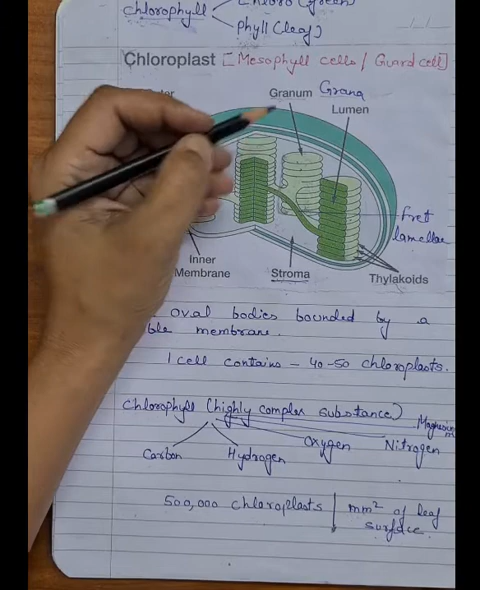 chlorophyll
Chloro (green)
phyll (leaf)
Chloroplast [Mesophyll cells / Guard cell]
Granum Grana
Lumen
Fret
lamellae
Inner
Membrane
Stroma
Thylakoids
oval bodies bounded by a
membrane.
1 cell contains - 40-50 chloroplasts.
chlorophyll (highly complex substance)
Carbon
Hydrogen
Oxygen
Nitrogen
500,000 chloroplasts / mm² of leaf
surface.